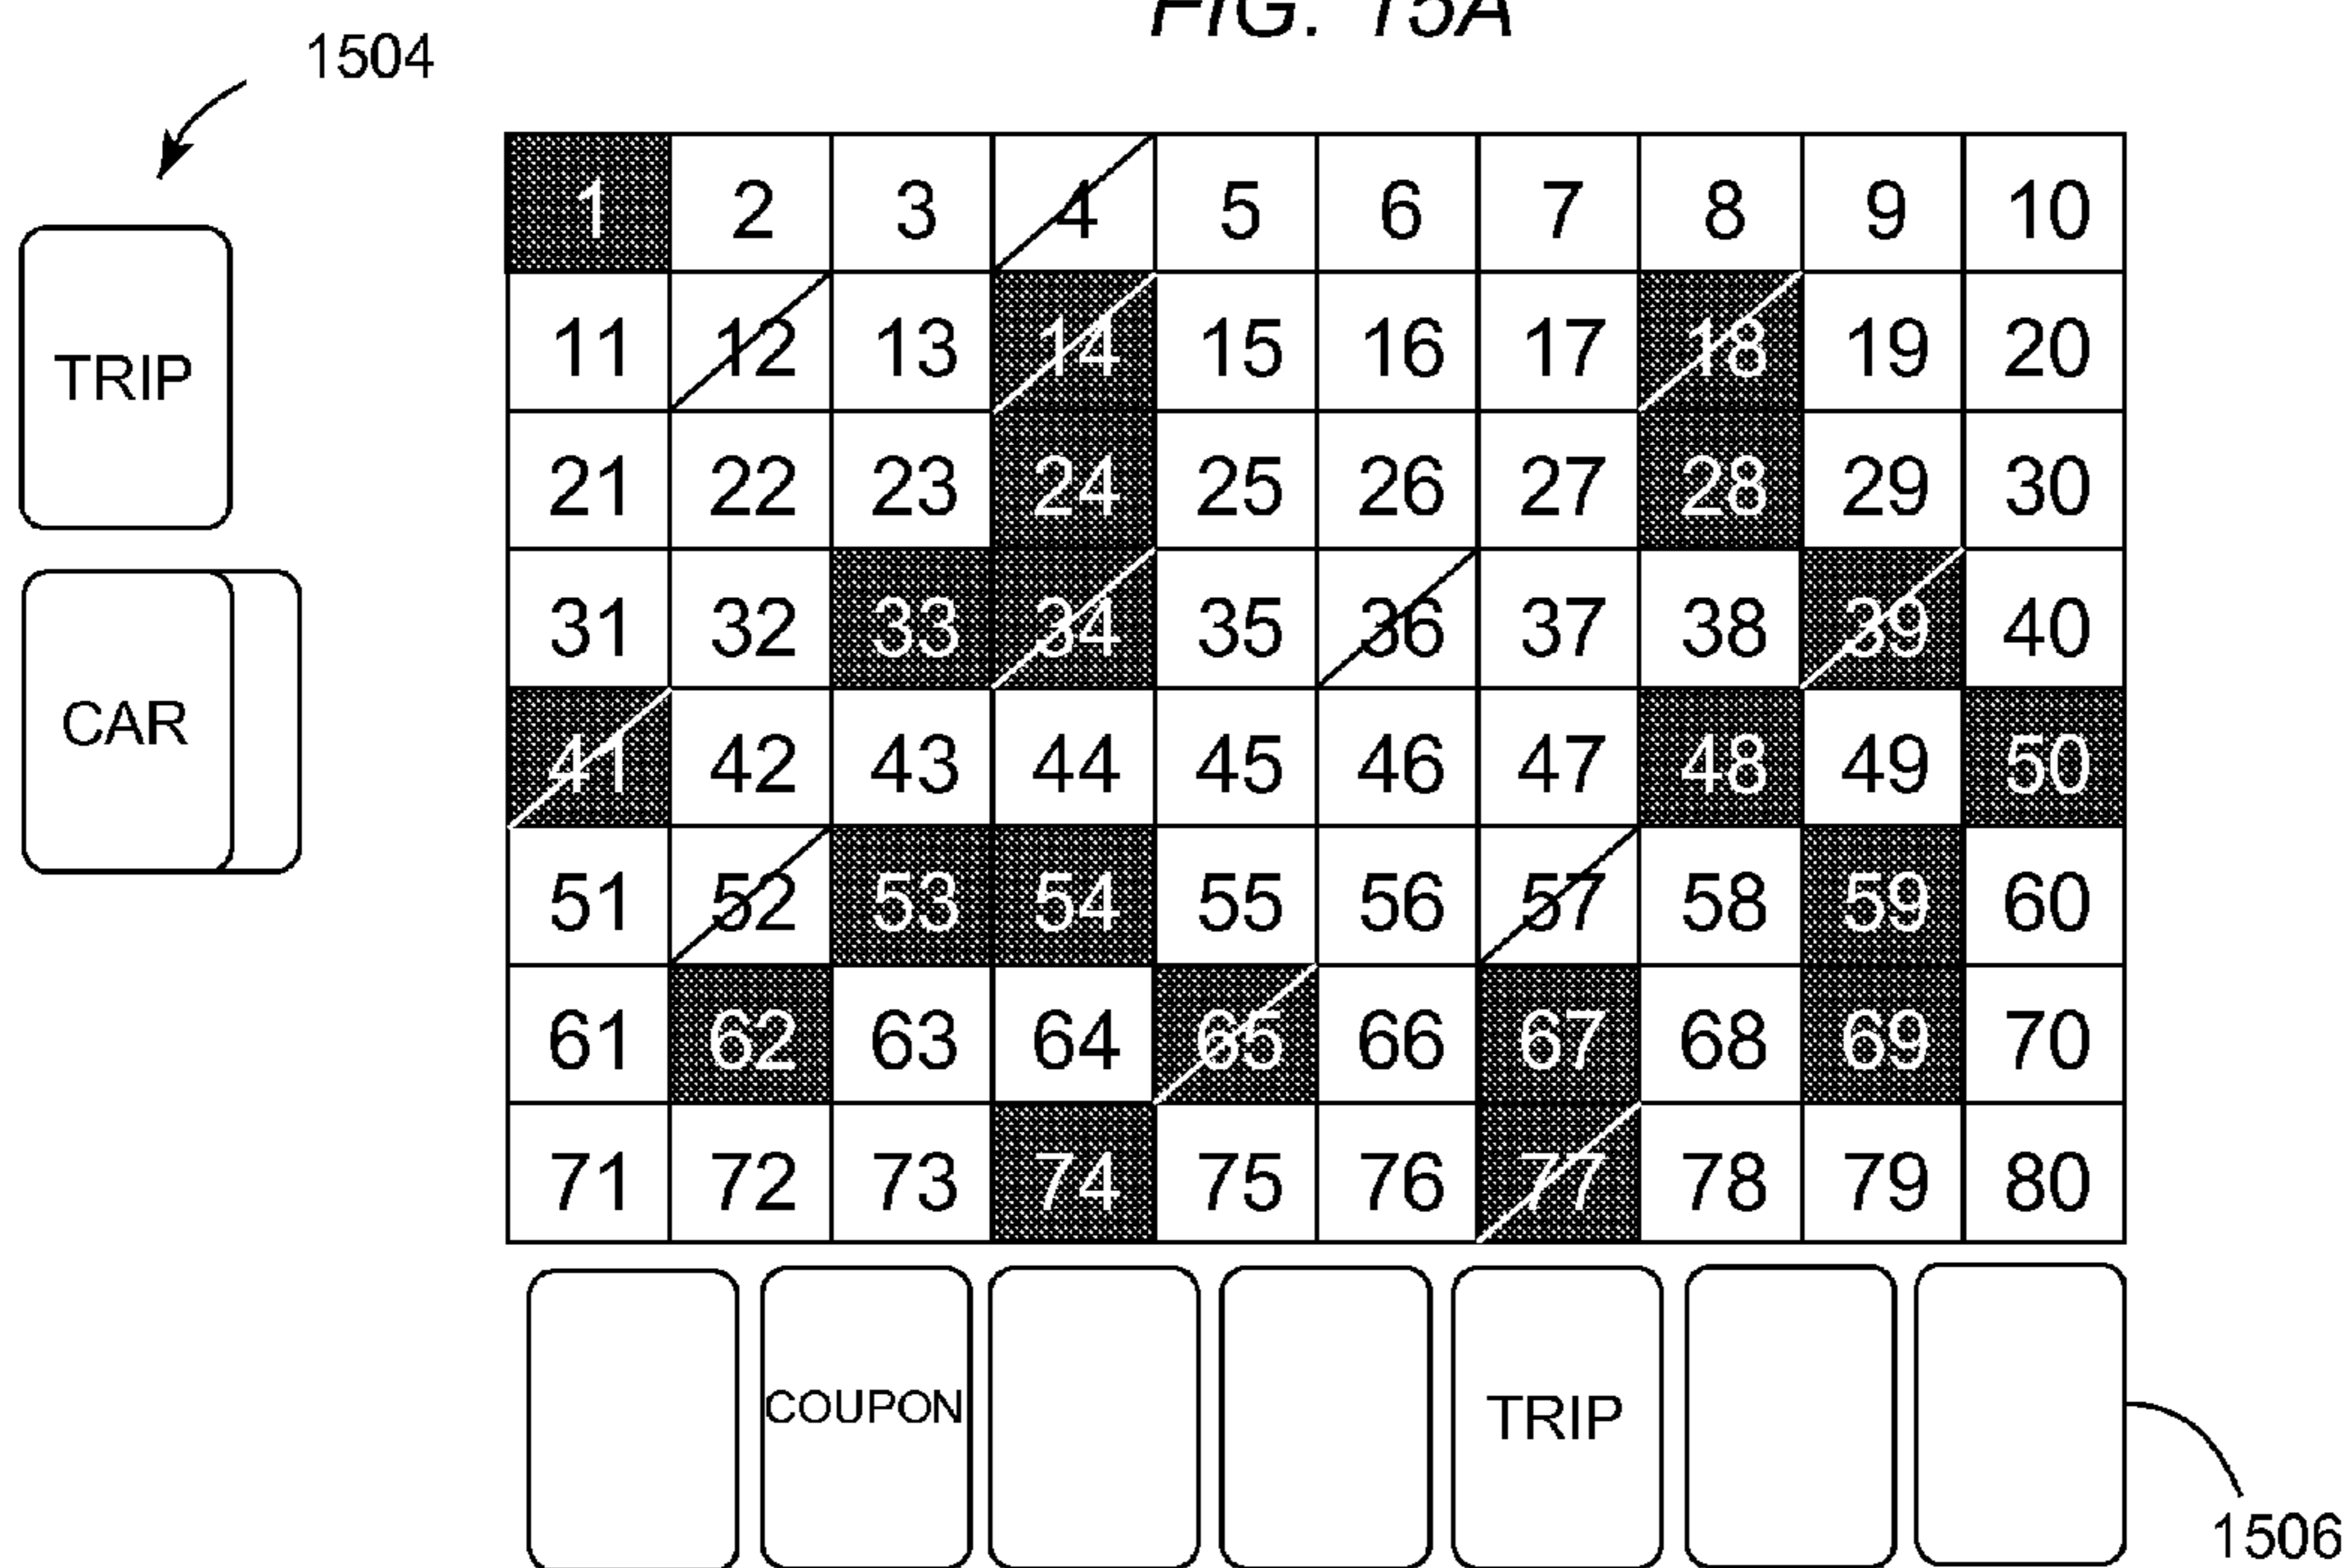 FIG. 15A
1504
1 2 3 4 5 6 7 8 9 10
11 12 13 14 15 16 17 18 19 20
TRIP
21 22 23 24 25 26 27 28 29 30
31 32 33 34 35 36 37 38 39 40
CAR
41 42 43 44 45 46 47 48 49 50
51 52 53 54 55 56 57 58 59 60
61 62 63 64 65 66 67 68 69 70
71 72 73 74 75 76 77 78 79 80
COUPON
TRIP
1506